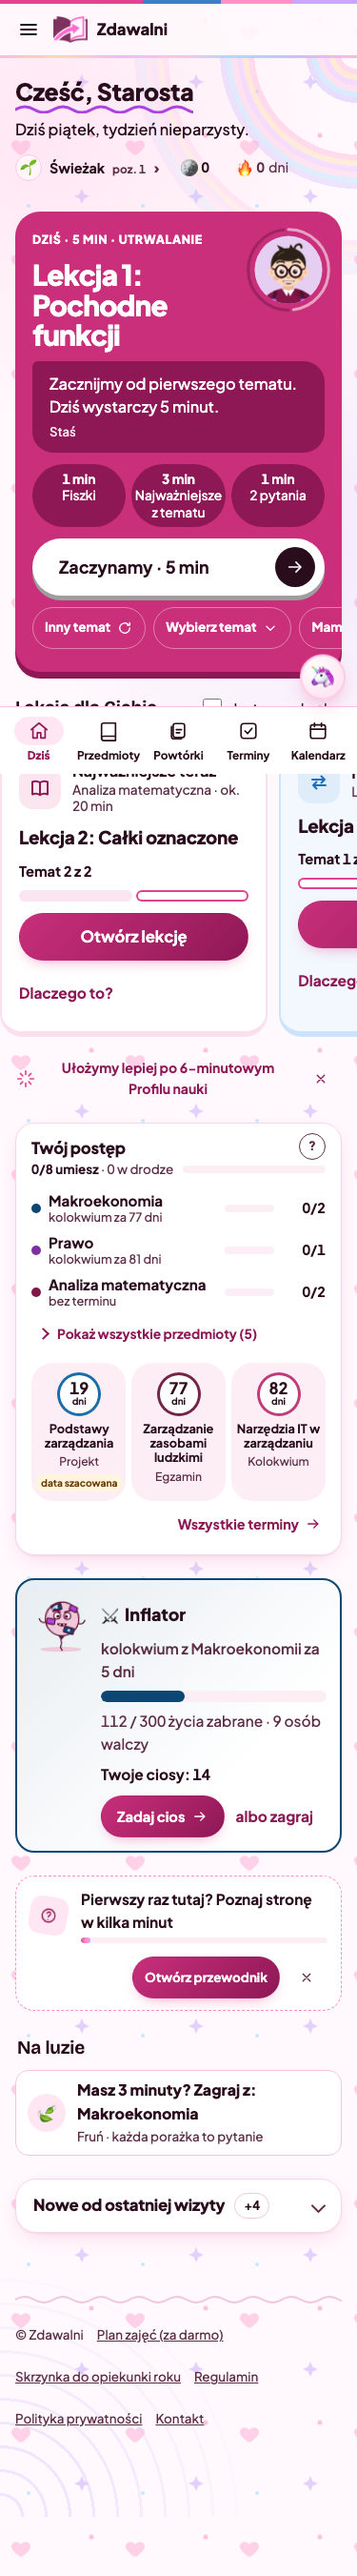 Zdawalni
Cześć, Starosta
Dziś piątek, tydzień nieparzysty.
Świeżak poz. 1 › 0 0 dni
DZIŚ · 5 MIN · UTRWALANIE
Lekcja 1:
Pochodne
funkcji
Zacznijmy od pierwszego tematu.
Dziś wystarczy 5 minut.
Staś
1 min
Fiszki
3 min
Najważniejsze
z tematu
1 min
2 pytania
Zaczynamy · 5 min
Inny temat
Wybierz temat
Mam
Dziś
Przedmioty
Powtórki
Terminy
Kalendarz
Analiza matematyczna · ok.
20 min
Lekcja 2: Całki oznaczone
Temat 2 z 2
Otwórz lekcję
Dlaczego to?
Lekcja
Temat 1 z
Dlaczego
Ułożymy lepiej po 6-minutowym
Profilu nauki
Twój postęp ?
0/8 umiesz · 0 w drodze
Makroekonomia 0/2
kolokwium za 77 dni
Prawo 0/1
kolokwium za 81 dni
Analiza matematyczna 0/2
bez terminu
Pokaż wszystkie przedmioty (5)
19
dni
Podstawy
zarządzania
Projekt
data szacowana
77
dni
Zarządzanie
zasobami
ludzkimi
Egzamin
82
dni
Narzędzia IT w
zarządzaniu
Kolokwium
Wszystkie terminy
Inflator
kolokwium z Makroekonomii za
5 dni
112 / 300 życia zabrane · 9 osób
walczy
Twoje ciosy: 14
Zadaj cios
albo zagraj
Pierwszy raz tutaj? Poznaj stronę
w kilka minut
Otwórz przewodnik
Na luzie
Masz 3 minuty? Zagraj z:
Makroekonomia
Fruń · każda porażka to pytanie
Nowe od ostatniej wizyty +4
© Zdawalni Plan zajęć (za darmo)
Skrzynka do opiekunki roku Regulamin
Polityka prywatności Kontakt